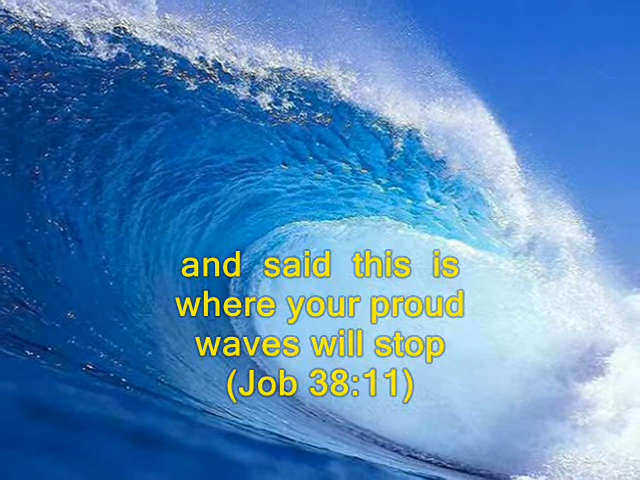 and said this is
where your proud
waves will stop
(Job 38:11)